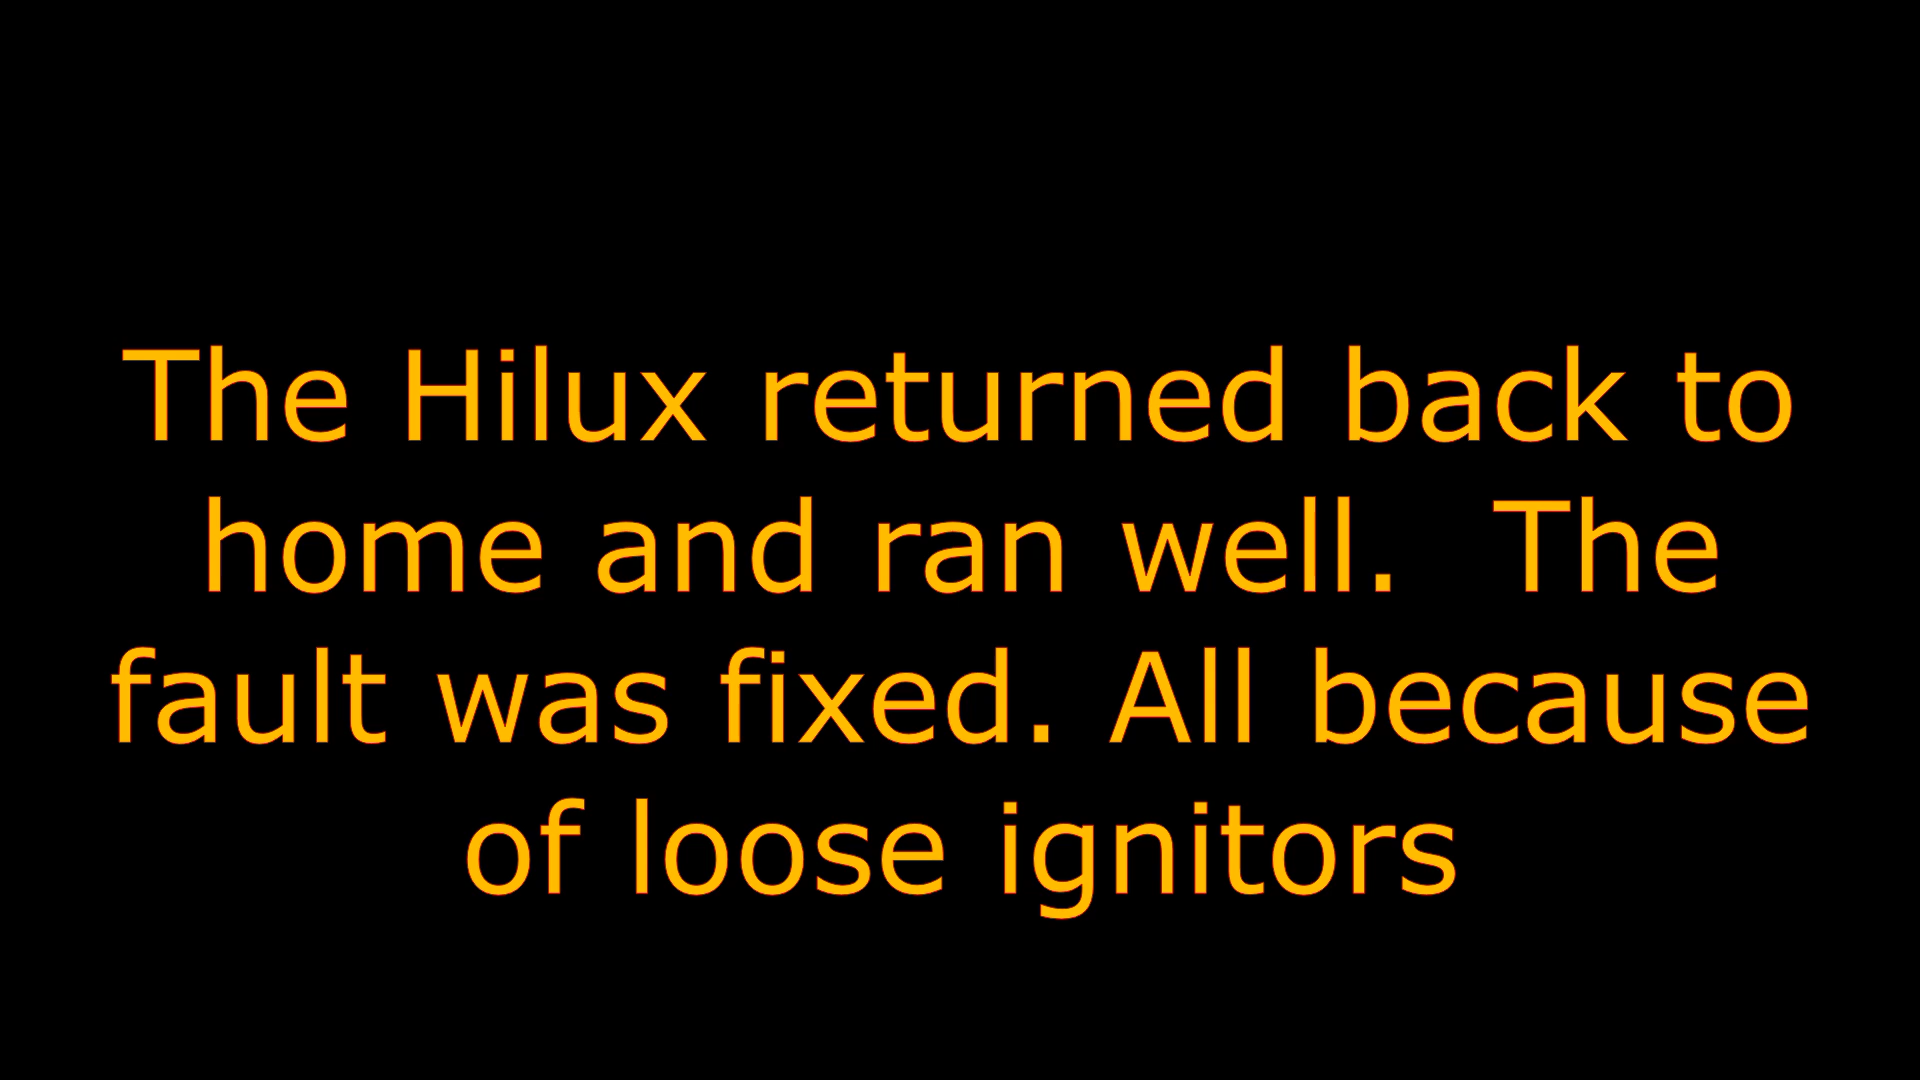 The Hilux returned back to
home and ran well.  The
fault was fixed. All because
of loose ignitors